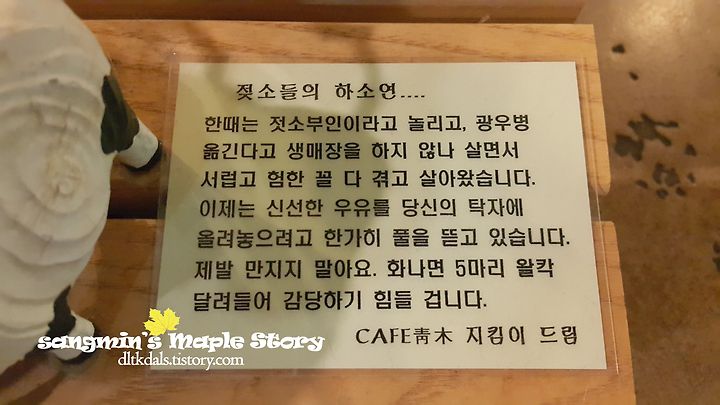 젖소들의 하소연....
한때는 젓소부인이라고 놀리고, 광우병
옮긴다고 생매장을 하지 않나 살면서
서럽고 험한 꼴 다 겪고 살아왔습니다.
이제는 신선한 우유를 당신의 탁자에
올려놓으려고 한가히 풀을 뜯고 있습니다.
제발 만지지 말아요. 화나면 5마리 왈칵
달려들어 감당하기 힘들 겁니다.
CAFE靑木 지킴이 드림
sangmin's Maple Story
dltkdals.tistory.com